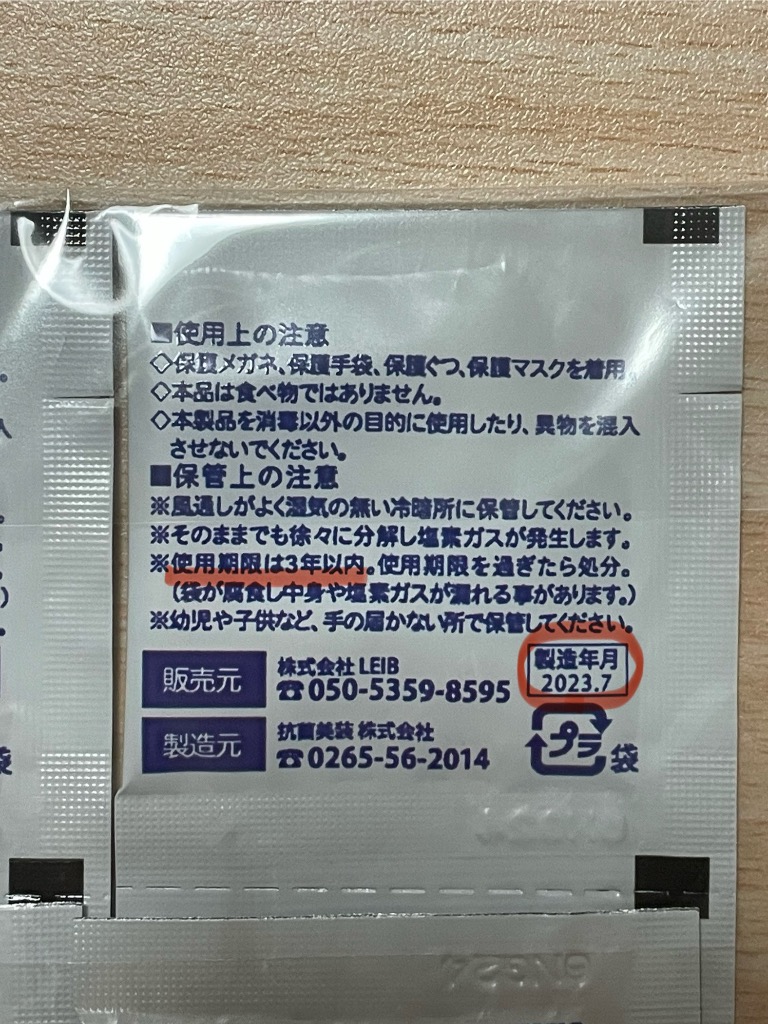 ■使用上の注意
◇保護メガネ、保護手袋、保護ぐつ、保護マスクを着用。
◇本品は食べ物ではありません。
◇本製品を消毒以外の目的に使用したり、異物を混入
させないでください。
■保管上の注意
※風通しがよく湿気の無い冷暗所に保管してください。
※そのままでも徐々に分解し塩素ガスが発生します。
※使用期限は3年以内。使用期限を過ぎたら処分。
（袋が腐食し中身や塩素ガスが漏れる事があります。）
※幼児や子供など、手の届かない所で保管してください。
販売元
株式会社 LEIB
☎050-5359-8595
製造年月
2023.7
製造元
抗菌美装 株式会社
☎0265-56-2014
プラ
袋